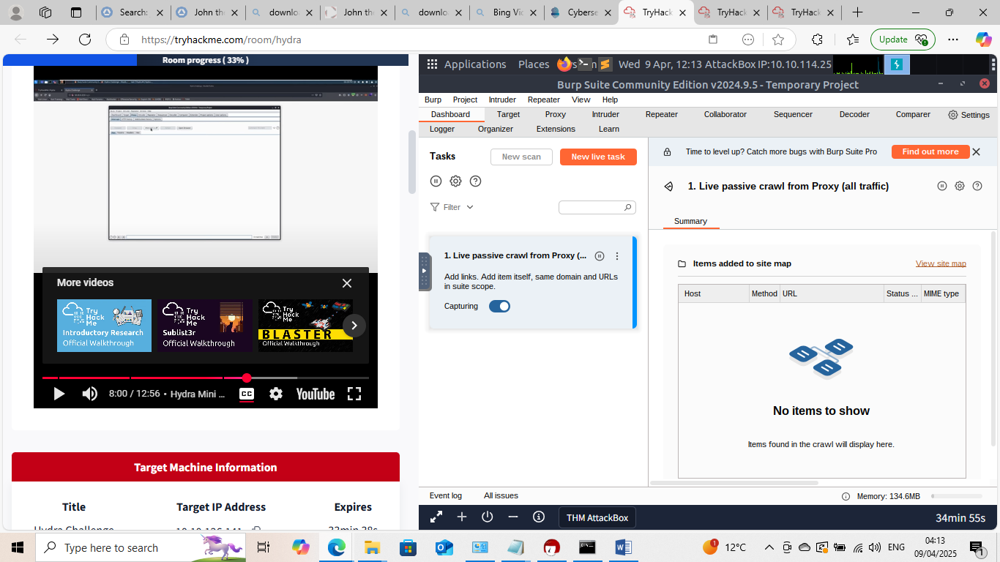 Search:
John the
downlo
John the
downlo
Bing Vic
Cyberse
TryHack
TryHack
TryHack
https://tryhackme.com/room/hydra
Update
Room progress ( 33% )
More videos
Try Hack Me
Introductory Research
Official Walkthrough
Try Hack Me
Sublist3r
Official Walkthrough
Try Hack Me
BLASTER
Official Walkthrough
8:00 / 12:56 • Hydra Mini ...
CC
YouTube
Target Machine Information
Title
Target IP Address
Expires
Hydra Challenge
10.10.126.141
33min 38s
Applications
Places
Wed 9 Apr, 12:13
AttackBox IP:10.10.114.25
Burp Suite Community Edition v2024.9.5 - Temporary Project
Burp
Project
Intruder
Repeater
View
Help
Dashboard
Target
Proxy
Intruder
Repeater
Collaborator
Sequencer
Decoder
Comparer
Settings
Logger
Organizer
Extensions
Learn
Tasks
New scan
New live task
Filter
1. Live passive crawl from Proxy (...
Add links. Add item itself, same domain and URLs
in suite scope.
Capturing
Time to level up? Catch more bugs with Burp Suite Pro
Find out more
1. Live passive crawl from Proxy (all traffic)
Summary
Items added to site map
View site map
Host
Method
URL
Status ...
MIME type
No items to show
Items found in the crawl will display here.
Event log
All issues
Memory: 134.6MB
THM AttackBox
34min 55s
Type here to search
1
12°C
ENG
04:13
09/04/2025
1